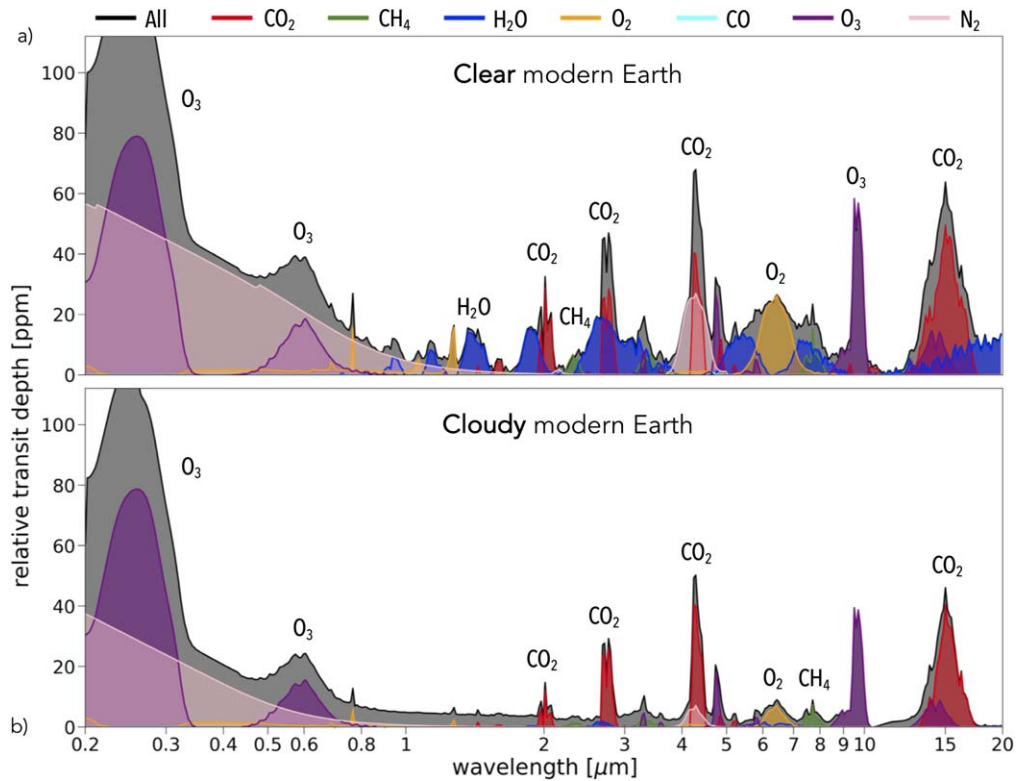 All CO₂ CH₄ H₂O O₂ CO O₃ N₂
a)
Clear modern Earth
100
80
60
40
20
0
O₃
O₃
H₂O
CO₂
CH₄
CO₂
CO₂
O₂
O₃
CO₂
relative transit depth [ppm]
Cloudy modern Earth
100
80
60
40
20
0
O₃
O₃
CO₂
CO₂
CO₂
O₂
CH₄
CO₂
b)
0.2 0.3 0.4 0.5 0.6 0.8 1 2 3 4 5 6 7 8 9 10 15 20
wavelength [μm]